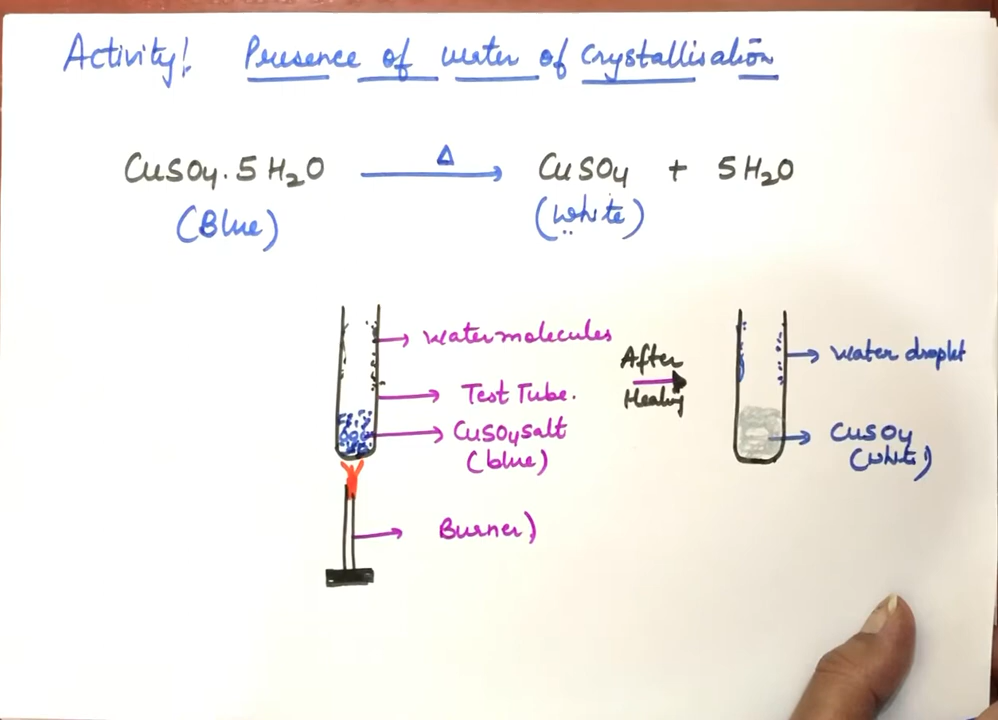 Activity! Presence of water of Crystallisation
CuSO4. 5 H2O Δ CuSO4 + 5 H2O
(Blue) (White)
Water molecules
Test Tube.
CuSO4 salt
(blue)
Burner)
After
Heating
Water droplet
CuSO4
(white)